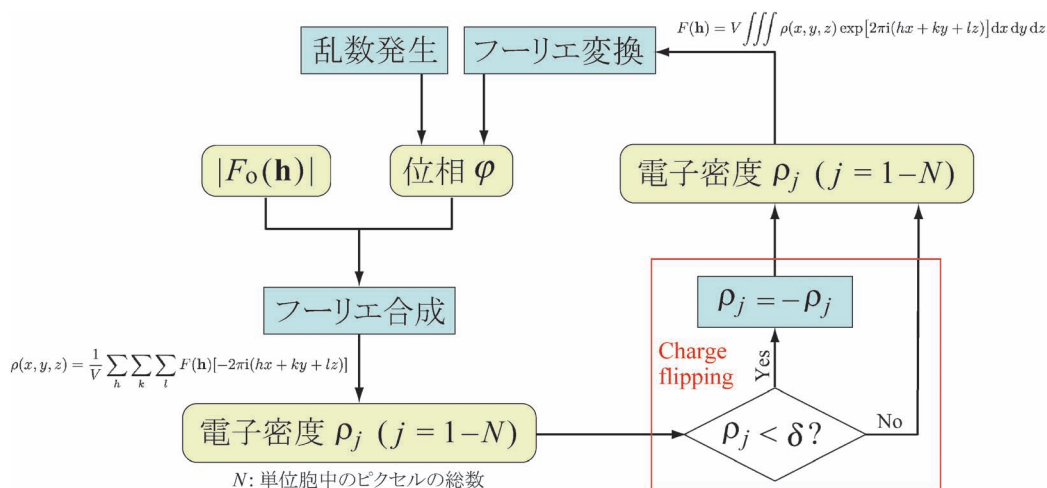 F(h) = V∭ρ(x, y, z) exp[2πi(hx + ky + lz)]dx dy dz
乱数発生
フーリエ変換
|Fo(h)|
位相 φ
電子密度 ρj (j = 1–N)
フーリエ合成
ρj = −ρj
ρ(x, y, z) = 1/V ∑h ∑k ∑l F(h)[−2πi(hx + ky + lz)]
Charge
flipping
Yes
電子密度 ρj (j = 1–N)
ρj < δ?
No
N: 単位胞中のピクセルの総数